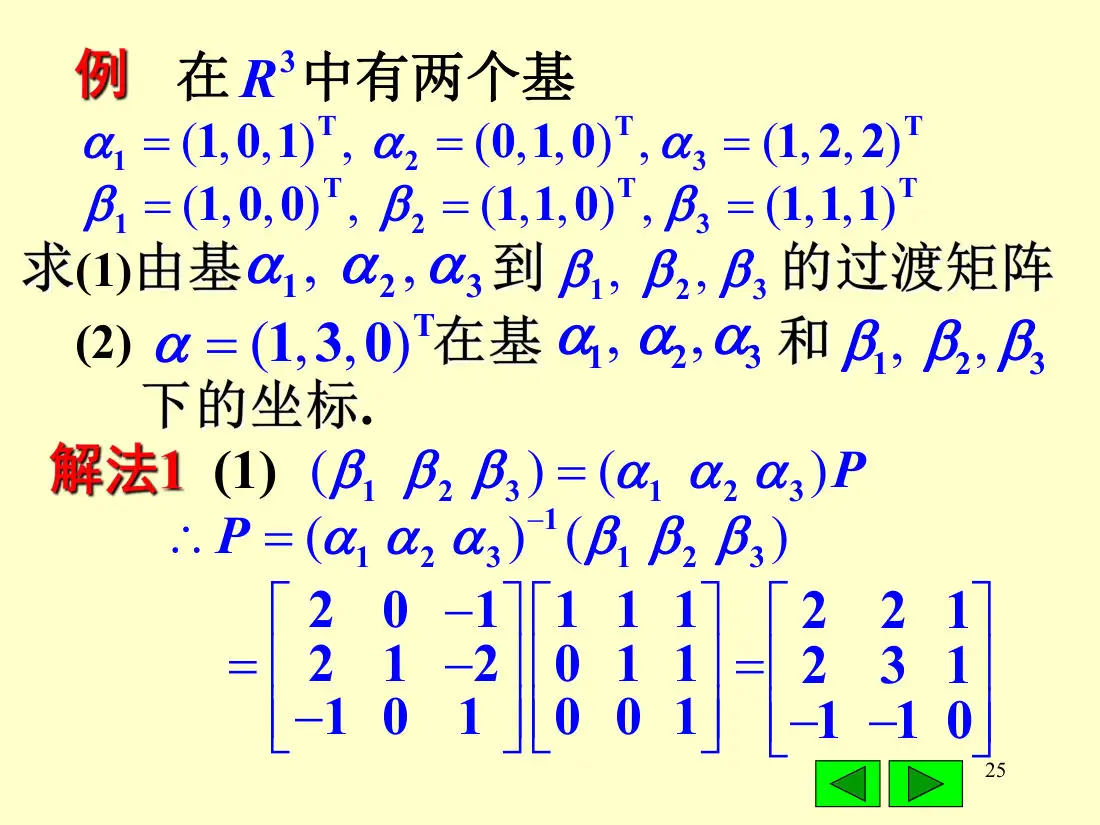 例 在 R³ 中有两个基
α₁ = (1,0,1)ᵀ, α₂ = (0,1,0)ᵀ, α₃ = (1,2,2)ᵀ
β₁ = (1,0,0)ᵀ, β₂ = (1,1,0)ᵀ, β₃ = (1,1,1)ᵀ
求(1)由基α₁, α₂, α₃ 到 β₁, β₂, β₃ 的过渡矩阵
(2) α = (1,3,0)ᵀ在基 α₁, α₂, α₃ 和 β₁, β₂, β₃
下的坐标.
解法1 (1) (β₁ β₂ β₃) = (α₁ α₂ α₃)P
∴ P = (α₁ α₂ α₃)⁻¹(β₁ β₂ β₃)
= [2 0 −1; 2 1 −2; −1 0 1][1 1 1; 0 1 1; 0 0 1] = [2 2 1; 2 3 1; −1 −1 0]
25